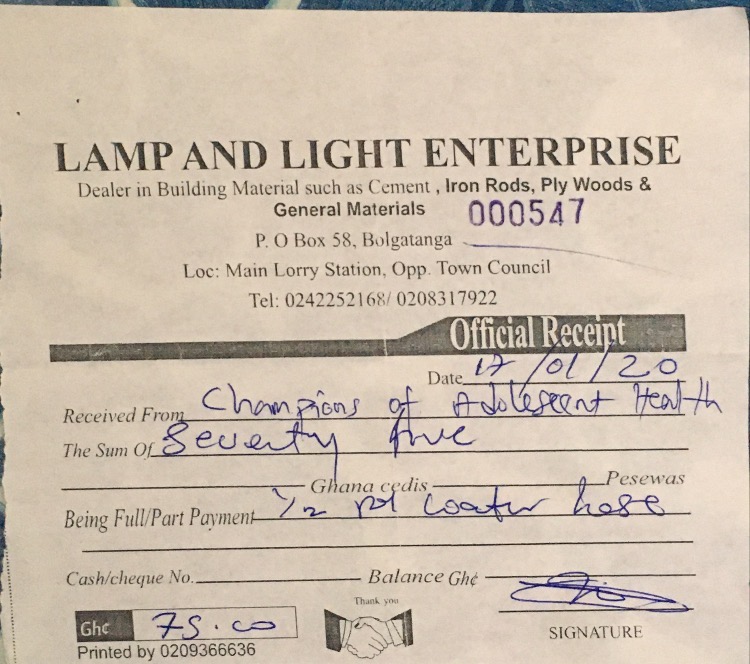 LAMP AND LIGHT ENTERPRISE
Dealer in Building Material such as Cement , Iron Rods, Ply Woods &
General Materials 000547
P. O Box 58, Bolgatanga
Loc: Main Lorry Station, Opp. Town Council
Tel: 0242252168/ 0208317922
Official Receipt
Date 17/01/20
Received From Champions of Adolescent Health
The Sum Of Seventy five
Ghana cedis Pesewas
Being Full/Part Payment 1/2 water hose
Cash/cheque No. Balance Gh¢
Thank you
Gh¢ 75.00
SIGNATURE
Printed by 0209366636